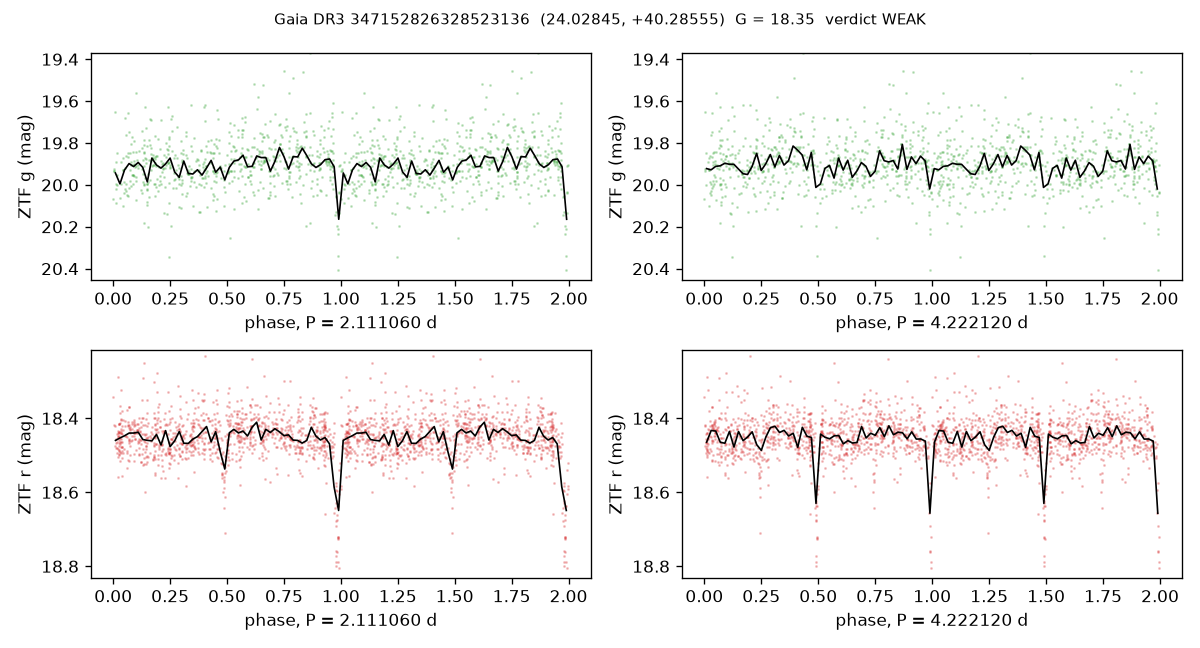 Gaia DR3 347152826328523136 (24.02845, +40.28555) G = 18.35 verdict WEAK
ZTF g (mag)
19.4
19.6
19.8
20.0
20.2
20.4
0.00 0.25 0.50 0.75 1.00 1.25 1.50 1.75 2.00
phase, P = 2.111060 d
ZTF g (mag)
19.4
19.6
19.8
20.0
20.2
20.4
0.00 0.25 0.50 0.75 1.00 1.25 1.50 1.75 2.00
phase, P = 4.222120 d
ZTF r (mag)
18.4
18.6
18.8
0.00 0.25 0.50 0.75 1.00 1.25 1.50 1.75 2.00
phase, P = 2.111060 d
ZTF r (mag)
18.4
18.6
18.8
0.00 0.25 0.50 0.75 1.00 1.25 1.50 1.75 2.00
phase, P = 4.222120 d